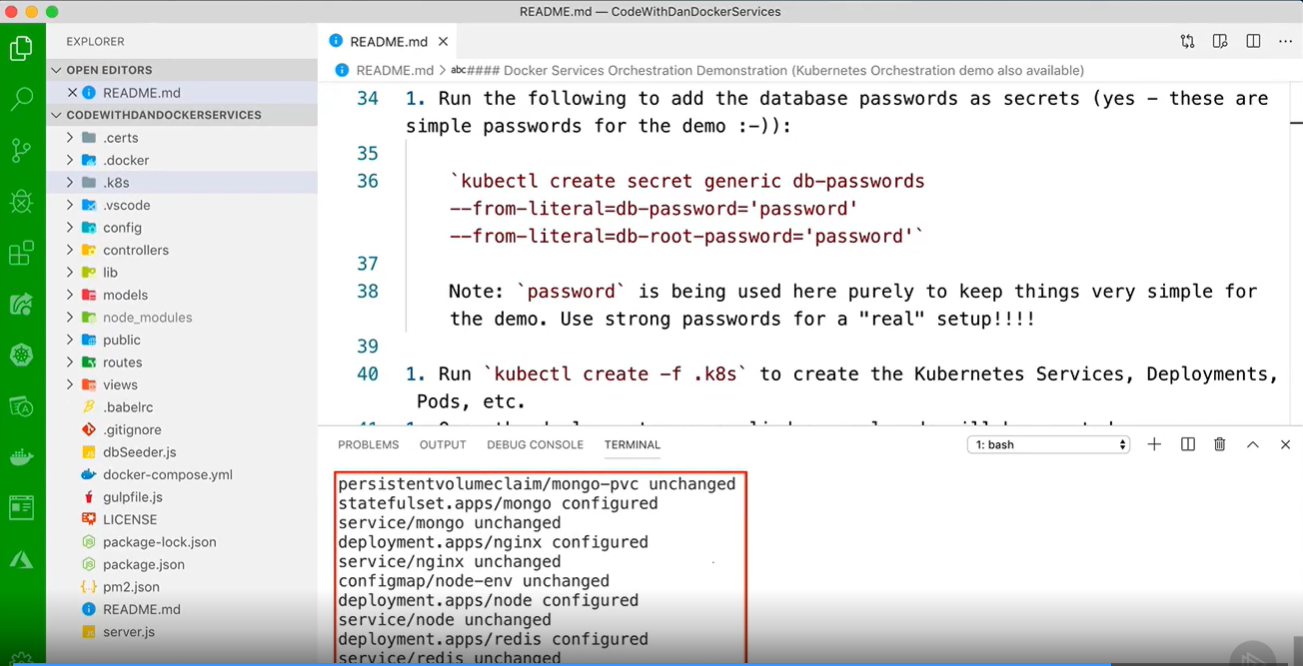 README.md — CodeWithDanDockerServices
EXPLORER
OPEN EDITORS
README.md
CODEWITHDANDOCKERSERVICES
.certs
.docker
.k8s
.vscode
config
controllers
lib
models
node_modules
public
routes
views
.babelrc
.gitignore
dbSeeder.js
docker-compose.yml
gulpfile.js
LICENSE
package-lock.json
package.json
pm2.json
README.md
server.js
README.md
README.md > abc #### Docker Services Orchestration Demonstration (Kubernetes Orchestration demo also available)
34 1. Run the following to add the database passwords as secrets (yes - these are
simple passwords for the demo :-)):
35
36 `kubectl create secret generic db-passwords
--from-literal=db-password='password'
--from-literal=db-root-password='password'`
37
38 Note: `password` is being used here purely to keep things very simple for
the demo. Use strong passwords for a "real" setup!!!!
39
40 1. Run `kubectl create -f .k8s` to create the Kubernetes Services, Deployments,
Pods, etc.
PROBLEMS OUTPUT DEBUG CONSOLE TERMINAL 1: bash
persistentvolumeclaim/mongo-pvc unchanged
statefulset.apps/mongo configured
service/mongo unchanged
deployment.apps/nginx configured
service/nginx unchanged
configmap/node-env unchanged
deployment.apps/node configured
service/node unchanged
deployment.apps/redis configured
service/redis unchanged